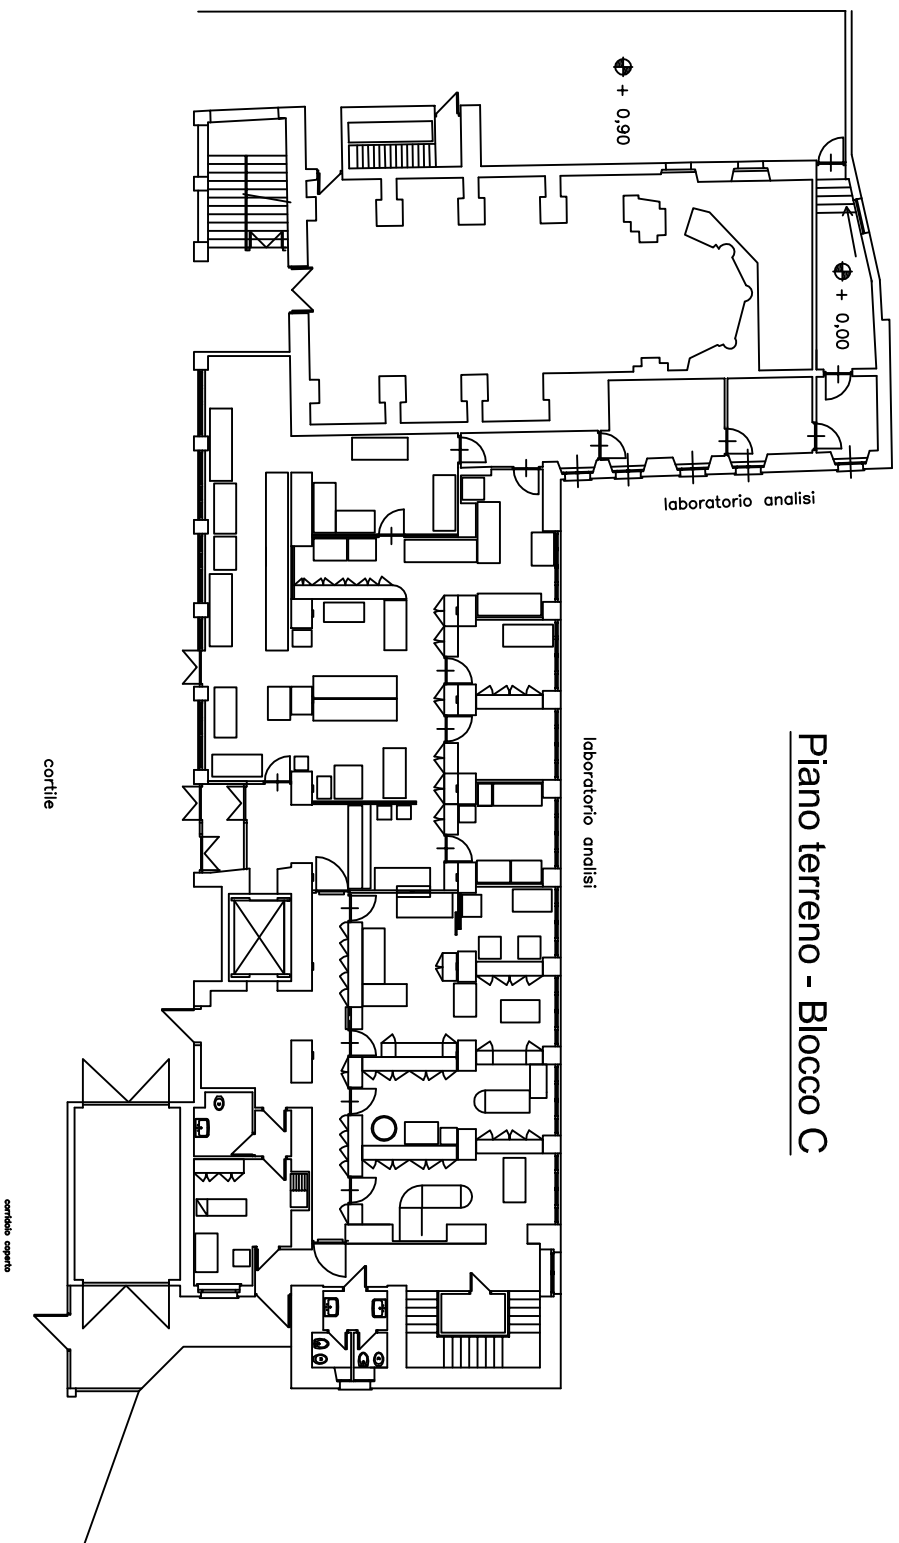 Piano terreno - Blocco C
+ 0,90
+ 0,00
laboratorio analisi
laboratorio analisi
cortile
corridoio coperto